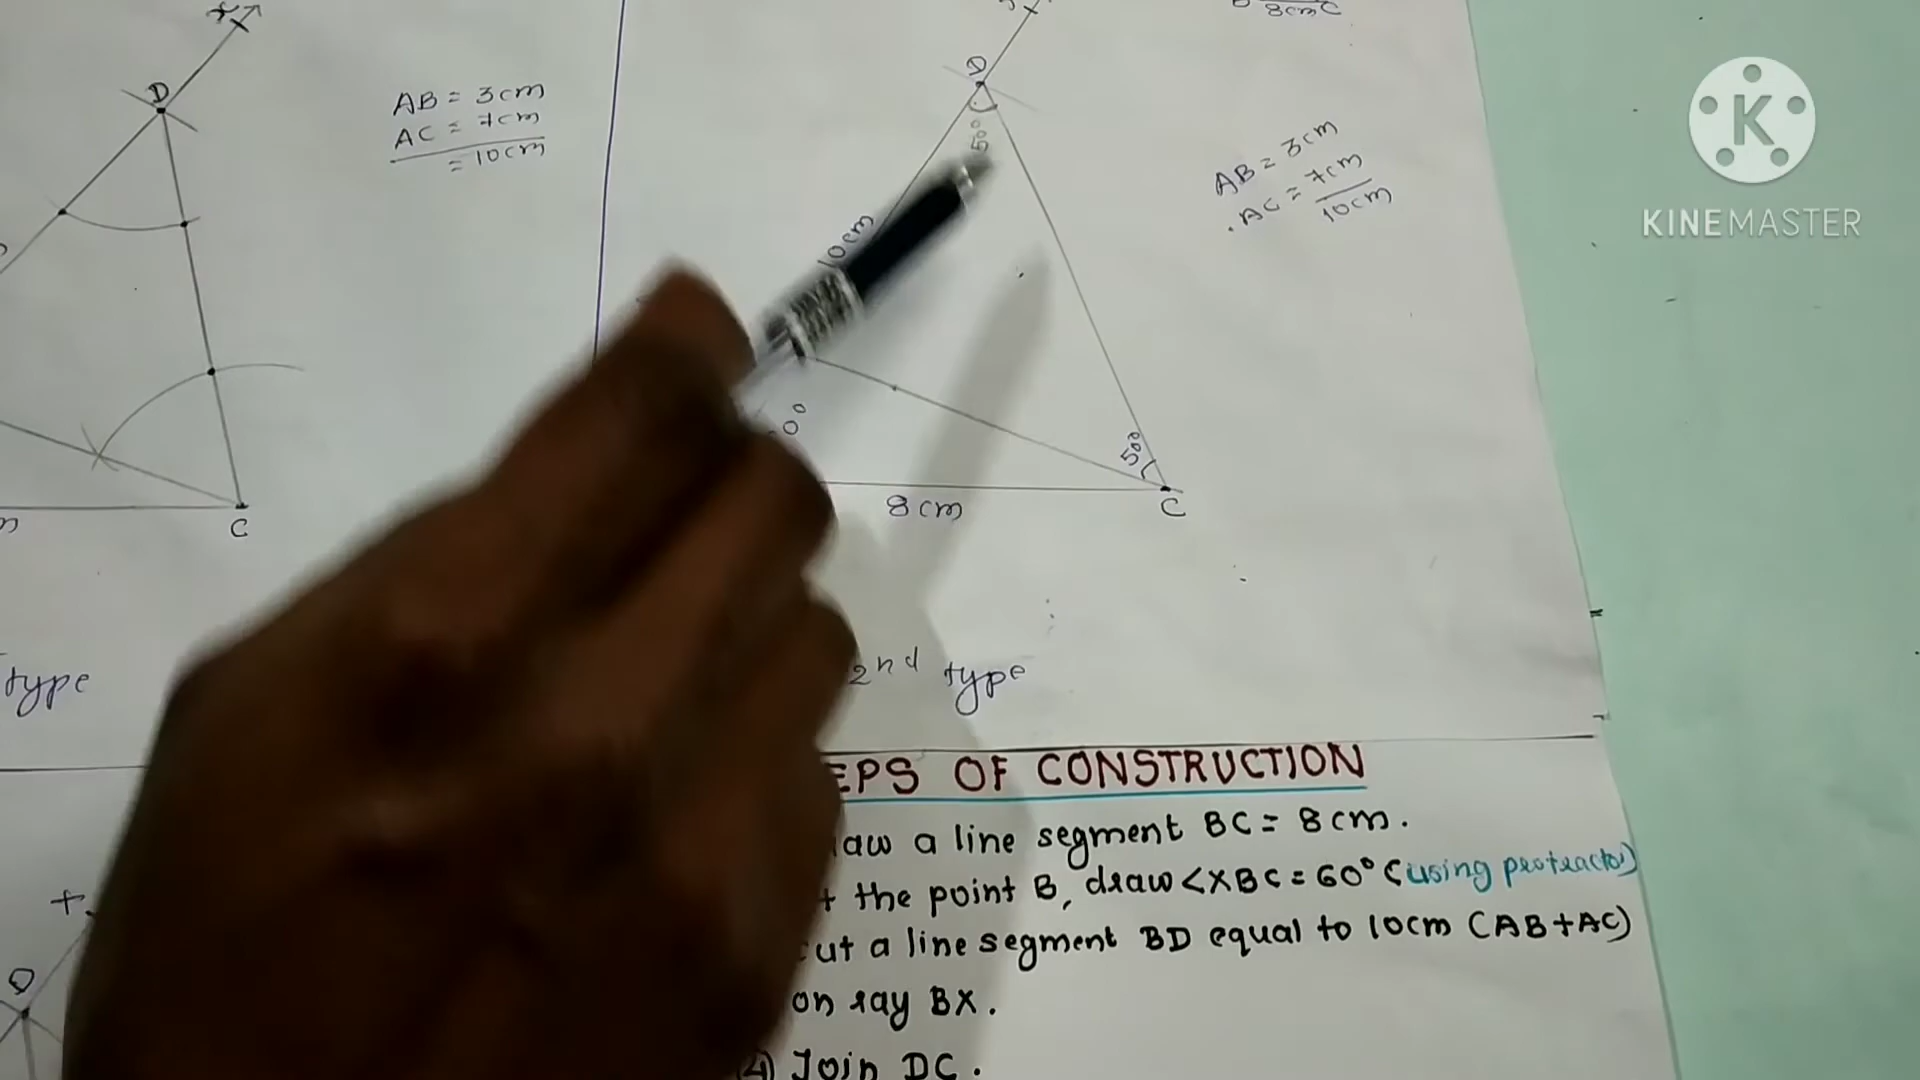 D
AB = 3cm
AC = 7cm
= 10cm
C
type
D
50°
10cm
50°
8cm
C
AB = 3cm
AC = 7cm
10cm
8cm C
K
KINEMASTER
2nd type
EPS OF CONSTRUCTION
aw a line segment BC = 8cm.
the point B, draw <XBC = 60° (using protractor)
ut a line segment BD equal to 10cm (AB+AC)
on ray BX.
4) Join DC.
D